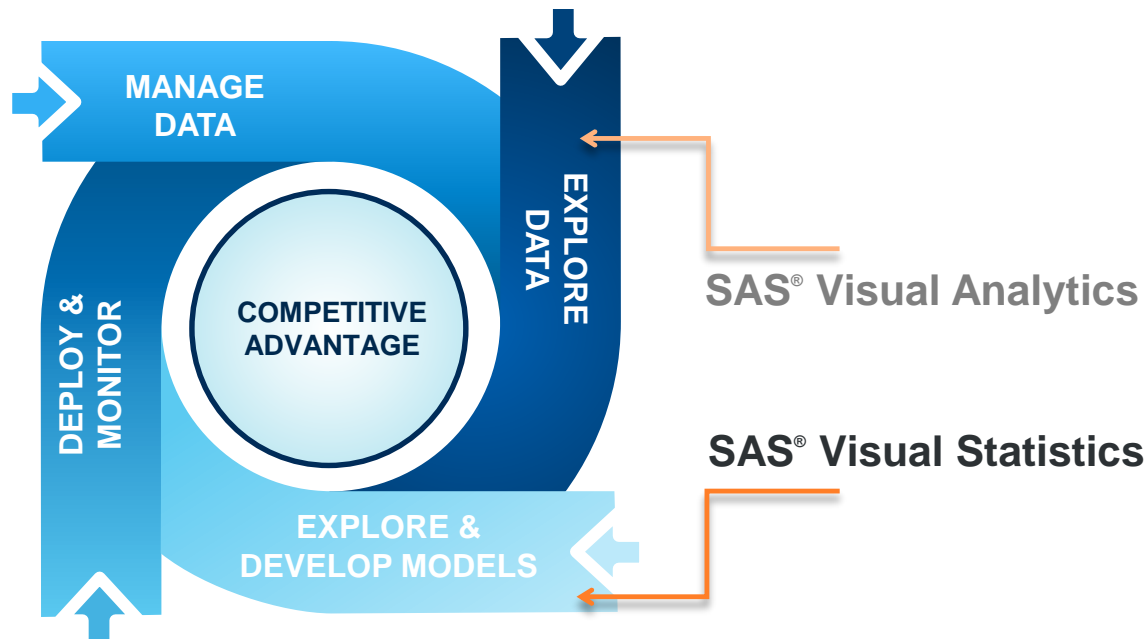 MANAGE
DATA
EXPLORE
DATA
SAS® Visual Analytics
COMPETITIVE
ADVANTAGE
DEPLOY &
MONITOR
SAS® Visual Statistics
EXPLORE &
DEVELOP MODELS